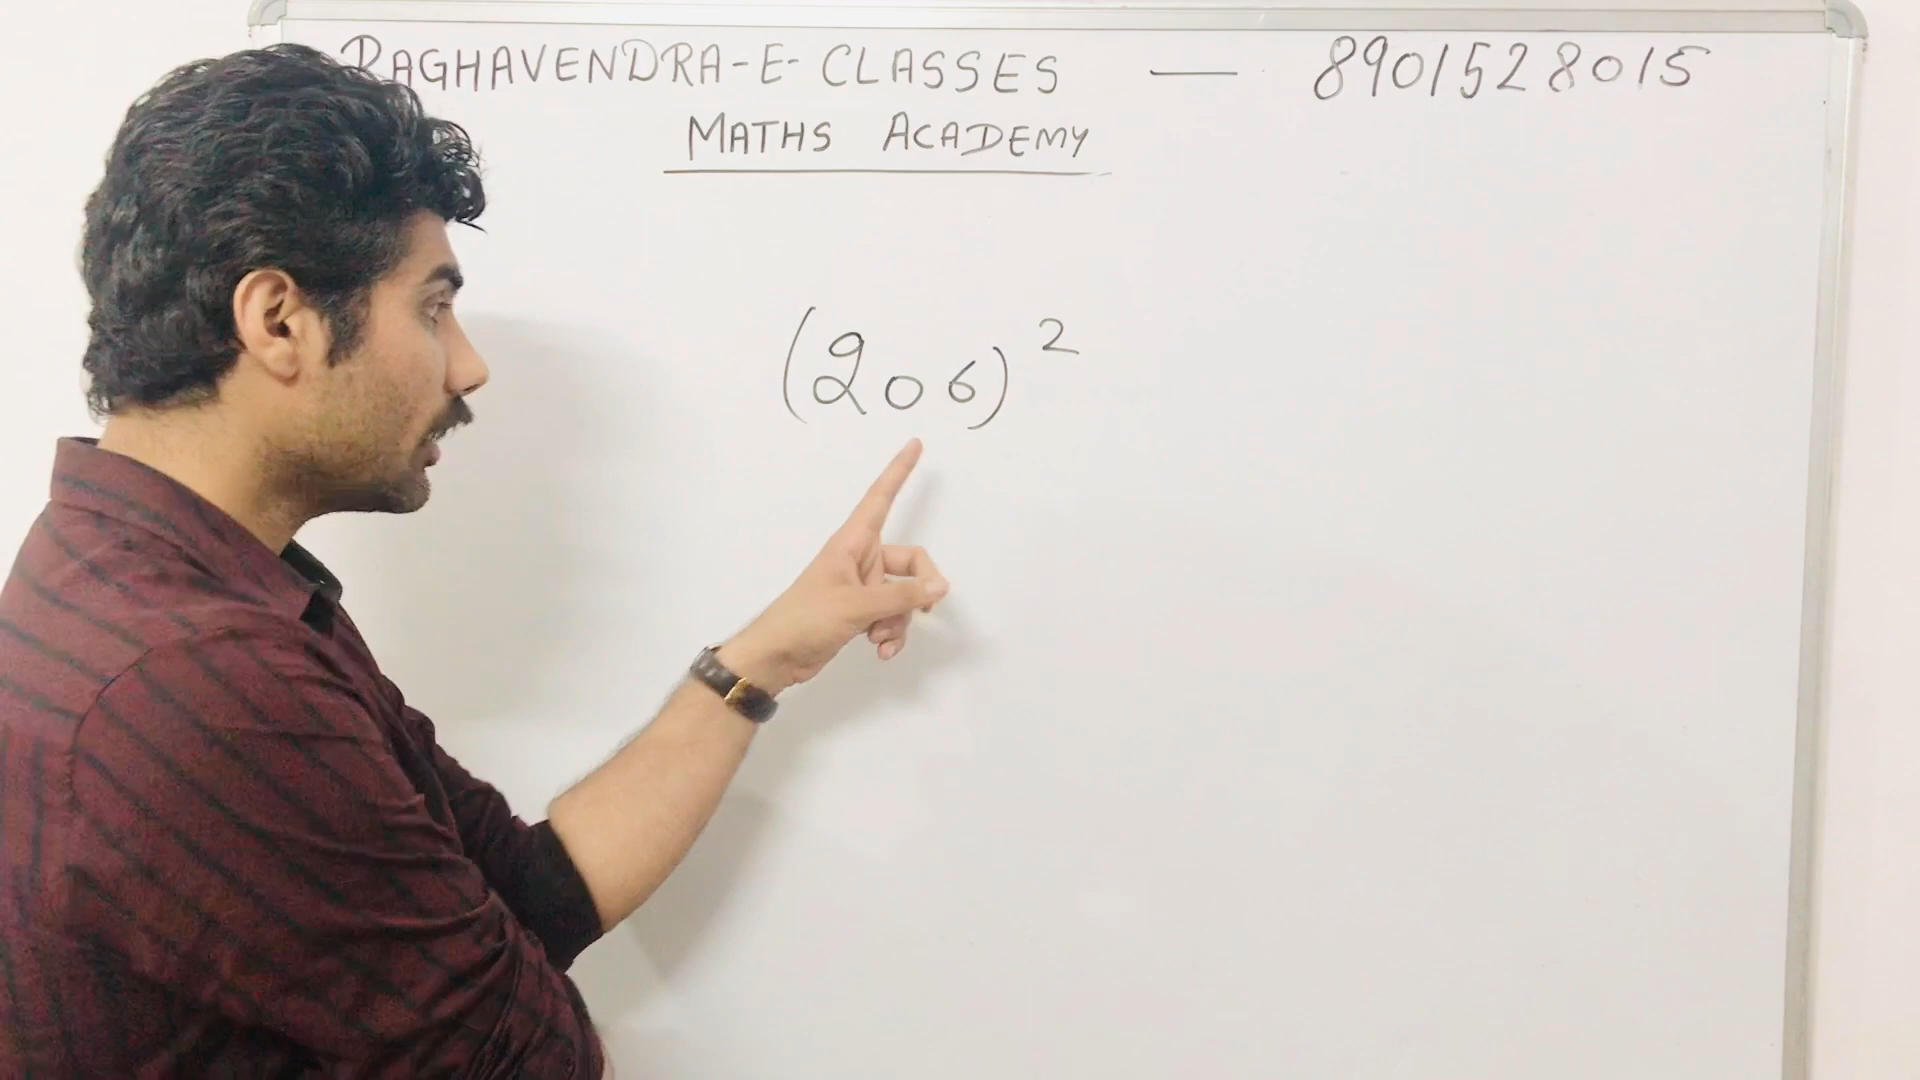 RAGHAVENDRA-E-CLASSES — 8901528015
MATHS ACADEMY
(206)²